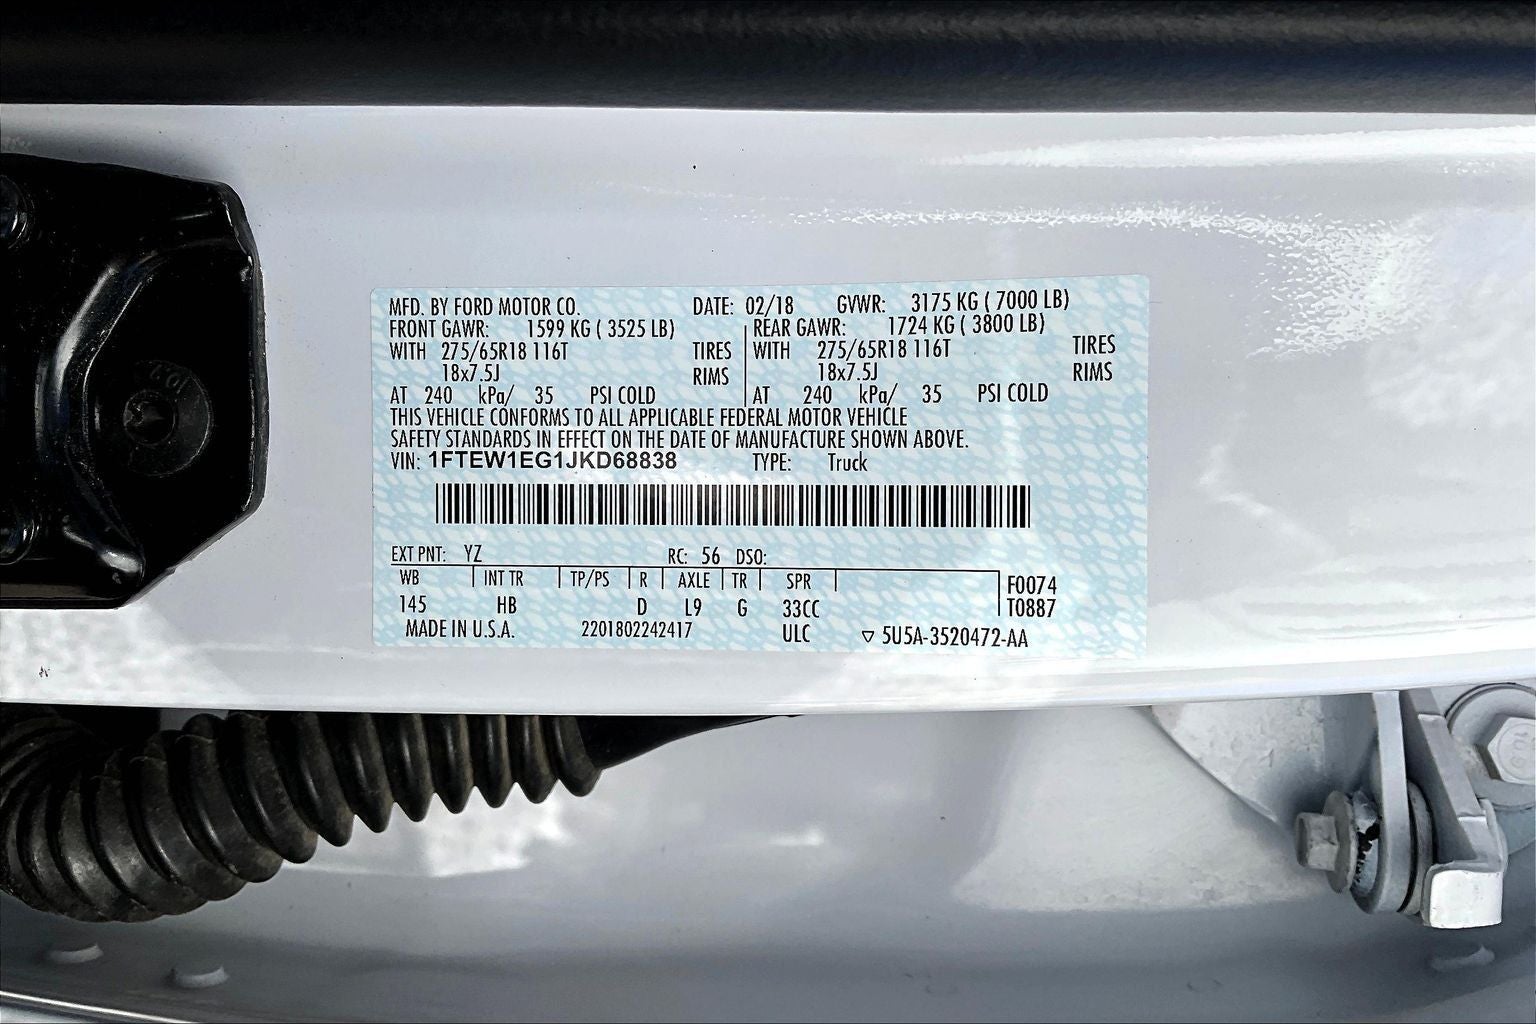 MFD. BY FORD MOTOR CO. DATE: 02/18 GVWR: 3175 KG ( 7000 LB)
FRONT GAWR: 1599 KG ( 3525 LB) REAR GAWR: 1724 KG ( 3800 LB)
WITH 275/65R18 116T TIRES WITH 275/65R18 116T TIRES
18x7.5J RIMS 18x7.5J RIMS
AT 240 kPa/ 35 PSI COLD AT 240 kPa/ 35 PSI COLD
THIS VEHICLE CONFORMS TO ALL APPLICABLE FEDERAL MOTOR VEHICLE
SAFETY STANDARDS IN EFFECT ON THE DATE OF MANUFACTURE SHOWN ABOVE.
VIN: 1FTEW1EG1JKD68838 TYPE: Truck
EXT PNT: YZ RC: 56 DSO:
WB INT TR TP/PS R AXLE TR SPR F0074
145 HB D L9 G 33CC T0887
MADE IN U.S.A. 2201802242417 ULC ▽ 5U5A-3520472-AA